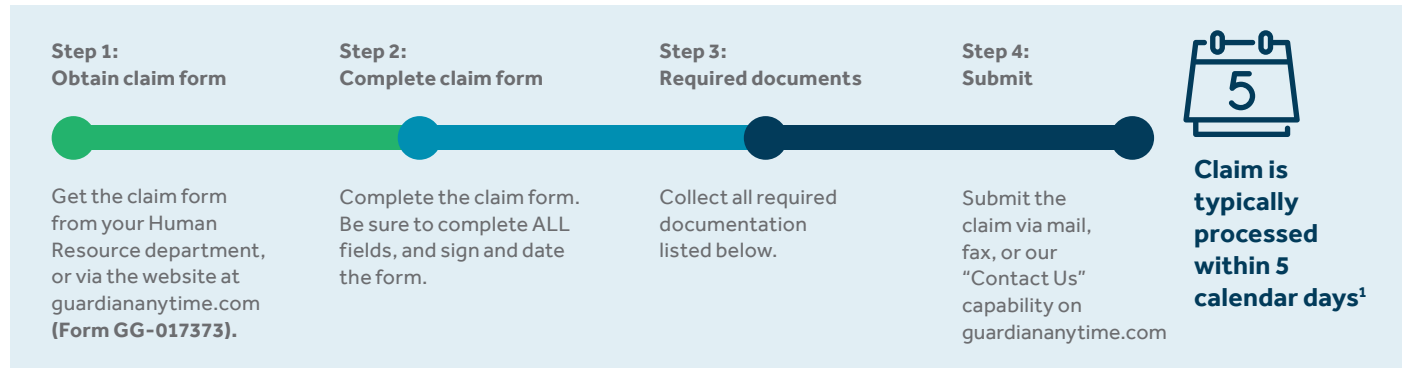 Step 1:
Obtain claim form
Get the claim form
from your Human
Resource department,
or via the website at
guardiananytime.com
(Form GG-017373).
Step 2:
Complete claim form
Complete the claim form.
Be sure to complete ALL
fields, and sign and date
the form.
Step 3:
Required documents
Collect all required
documentation
listed below.
Step 4:
Submit
Submit the
claim via mail,
fax, or our
“Contact Us”
capability on
guardiananytime.com
5
Claim is
typically
processed
within 5
calendar days¹